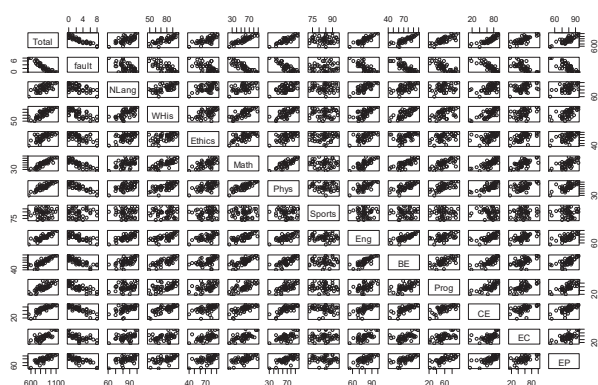 0 4 8 50 80 30 70 75 90 40 70 20 80 60 90
Total 600
0 6 fault
NLang 60
50 WHis
Ethics 40
30 Math
Phys 30
75 Sports
Eng 60
40 BE
Prog 20
20 CE
EC 20
60 EP
600 1100 60 90 40 70 30 70 60 90 20 60 20 80